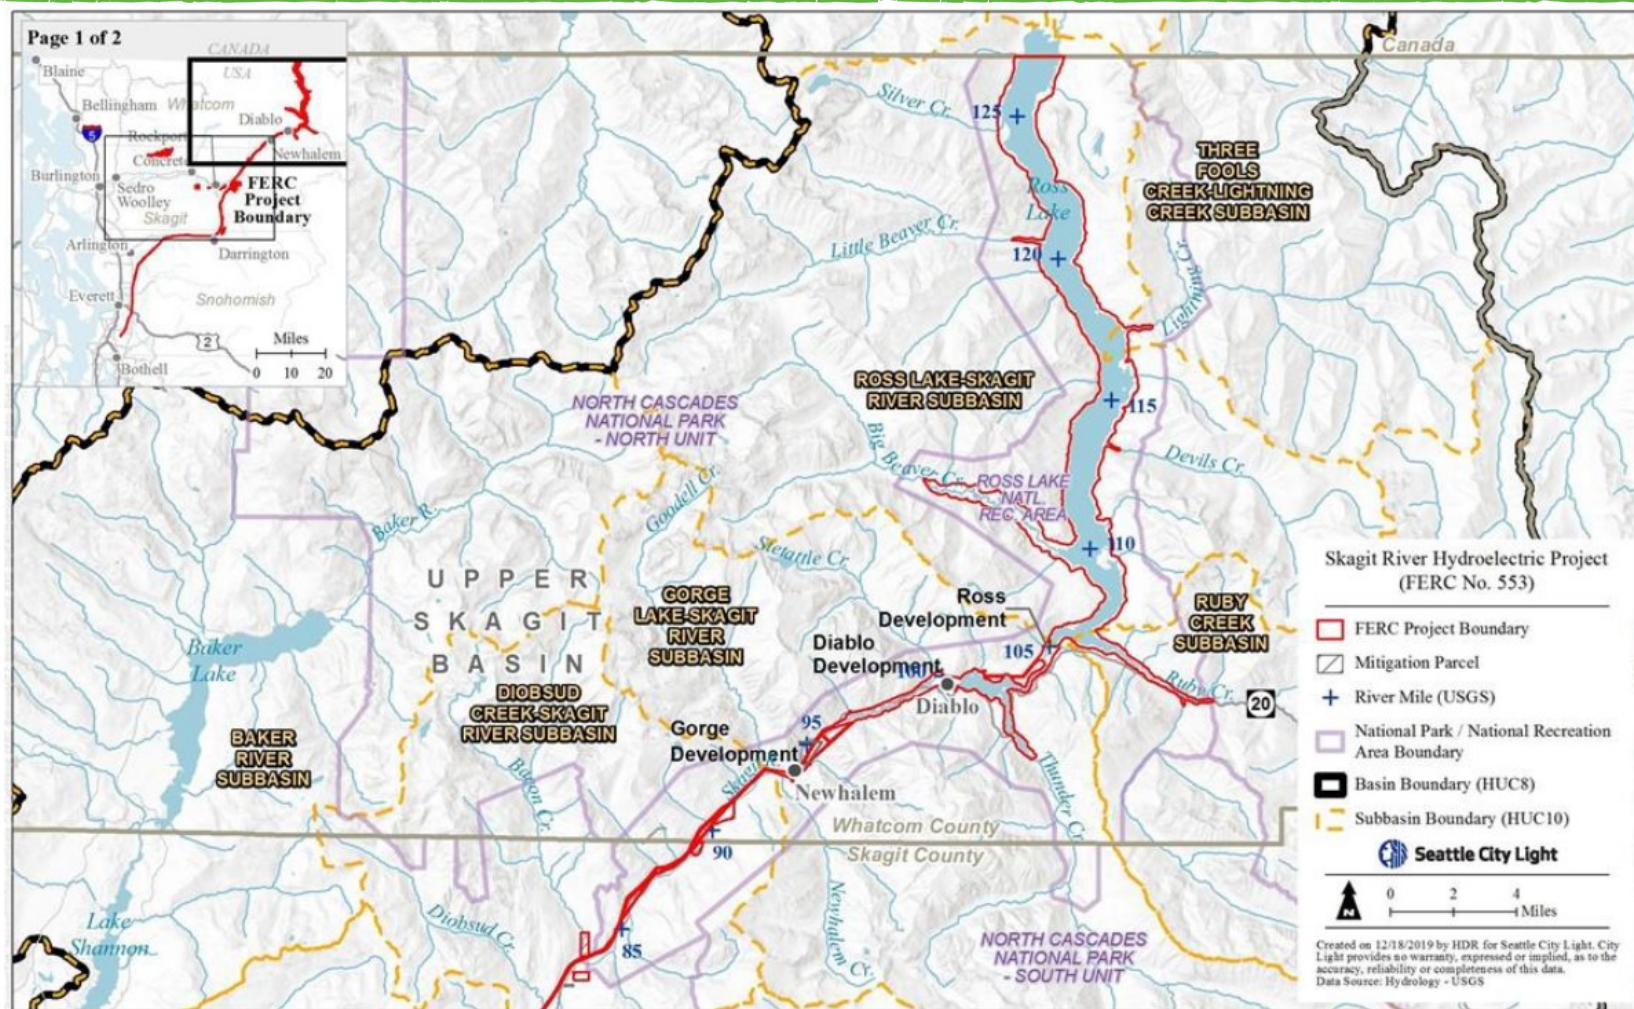 Page 1 of 2
CANADA
USA
Blaine
Bellingham
Whatcom
Diablo
5
Rockport
Newhalem
Concrete
Burlington
Sedro
Woolley
FERC
Project
Boundary
Skagit
Arlington
Darrington
Everett
Snohomish
2
Miles
0 10 20
Bothell
Canada
Silver Cr.
125
THREE
FOOLS
CREEK-LIGHTNING
CREEK SUBBASIN
Ross
Lake
Little Beaver Cr.
120
Lightning Cr.
ROSS LAKE-SKAGIT
RIVER SUBBASIN
115
NORTH CASCADES
NATIONAL PARK
- NORTH UNIT
Big Beaver Cr.
Devils Cr.
ROSS LAKE
NATL.
REC. AREA
Goodell Cr.
Baker R.
110
Stetattle Cr.
UPPER
SKAGIT
BASIN
GORGE
LAKE-SKAGIT
RIVER
SUBBASIN
Ross
Development
RUBY
CREEK
SUBBASIN
Diablo
Development
105
100
Baker
Lake
Ruby Cr.
20
Diablo
DIOBSUD
CREEK-SKAGIT
RIVER SUBBASIN
95
Gorge
Development
BAKER
RIVER
SUBBASIN
Bacon Cr.
Thunder Cr.
Newhalem
Whatcom County
Skagit County
90
Newhalem Cr.
Diobsud Cr.
Lake
Shannon
85
NORTH CASCADES
NATIONAL PARK
- SOUTH UNIT
Skagit River Hydroelectric Project
(FERC No. 553)
FERC Project Boundary
Mitigation Parcel
River Mile (USGS)
National Park / National Recreation
Area Boundary
Basin Boundary (HUC8)
Subbasin Boundary (HUC10)
Seattle City Light
N
0 2 4
Miles
Created on 12/18/2019 by HDR for Seattle City Light. City
Light provides no warranty, expressed or implied, as to the
accuracy, reliability or completeness of this data.
Data Source: Hydrology - USGS